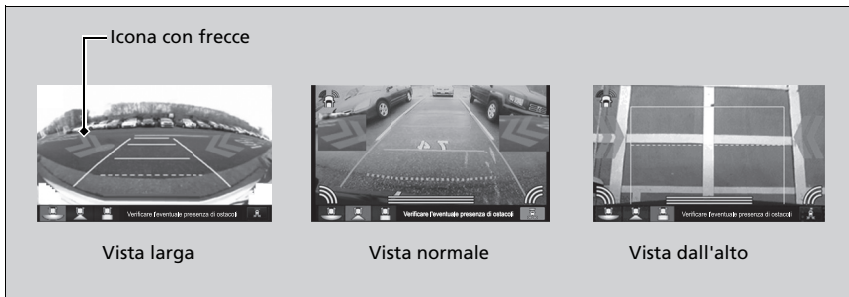 Icona con frecce
Verificare l'eventuale presenza di ostacoli
Verificare l'eventuale presenza di ostacoli
Verificare l'eventuale presenza di ostacoli
Vista larga
Vista normale
Vista dall'alto